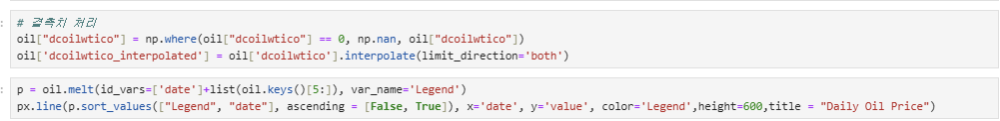 # 결측치 처리
oil["dcoilwtico"] = np.where(oil["dcoilwtico"] == 0, np.nan, oil["dcoilwtico"])
oil['dcoilwtico_interpolated'] = oil['dcoilwtico'].interpolate(limit_direction='both')
p = oil.melt(id_vars=['date']+list(oil.keys()[5:]), var_name='Legend')
px.line(p.sort_values(["Legend", "date"], ascending = [False, True]), x='date', y='value', color='Legend',height=600,title = "Daily Oil Price")